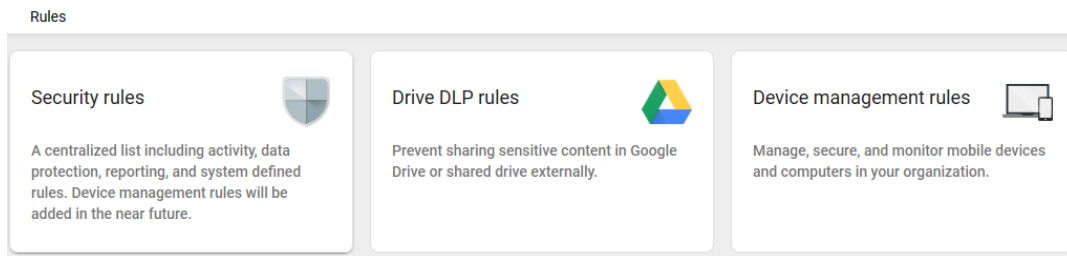 Rules
Security rules
A centralized list including activity, data
protection, reporting, and system defined
rules. Device management rules will be
added in the near future.
Drive DLP rules
Prevent sharing sensitive content in Google
Drive or shared drive externally.
Device management rules
Manage, secure, and monitor mobile devices
and computers in your organization.